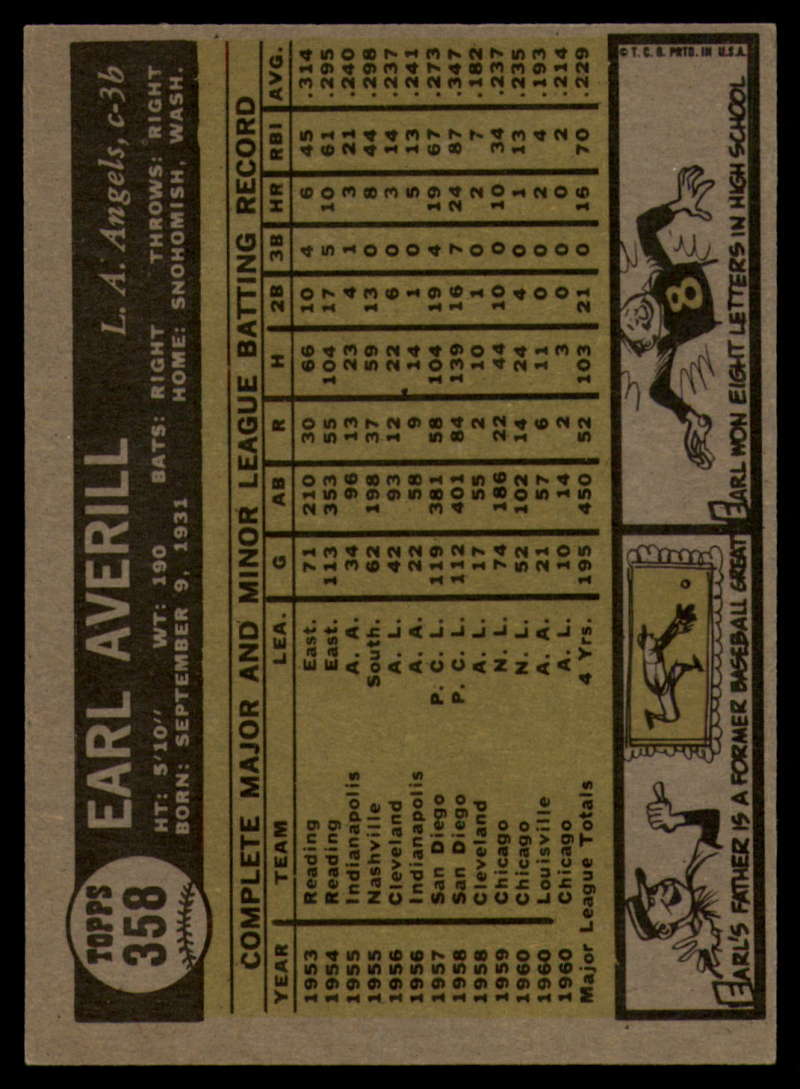 TOPPS
358
EARL AVERILL
L. A. Angels, c-3b
HT: 5'10" WT: 190 BATS: RIGHT THROWS: RIGHT
BORN: SEPTEMBER 9, 1931 HOME: SNOHOMISH, WASH.
COMPLETE MAJOR AND MINOR LEAGUE BATTING RECORD
YEAR TEAM LEA. G AB R H 2B 3B HR RBI AVG.
1953 Reading East. 71 210 30 66 10 4 6 45 .314
1954 Reading East. 113 353 55 104 17 5 10 61 .295
1955 Indianapolis A. A. 34 96 13 23 4 1 3 21 .240
1955 Nashville South. 62 198 37 59 13 0 8 44 .298
1956 Cleveland A. L. 42 93 12 22 6 0 3 14 .237
1956 Indianapolis A. A. 22 58 9 14 1 0 5 13 .241
1957 San Diego P. C. L. 119 381 58 104 19 4 19 67 .273
1958 San Diego P. C. L. 112 401 84 139 16 7 24 87 .347
1958 Cleveland A. L. 17 55 2 10 1 0 2 7 .182
1959 Chicago N. L. 74 186 22 44 10 0 10 34 .237
1960 Chicago N. L. 52 102 14 24 4 0 1 13 .235
1960 Louisville A. A. 21 57 6 11 0 0 2 4 .193
1960 Chicago A. L. 10 14 2 3 0 0 0 2 .214
Major League Totals 4 Yrs. 195 450 52 103 21 0 16 70 .229
© T. C. G. PRTD. IN U.S.A.
8
EARL'S FATHER IS A FORMER BASEBALL GREAT
EARL WON EIGHT LETTERS IN HIGH SCHOOL